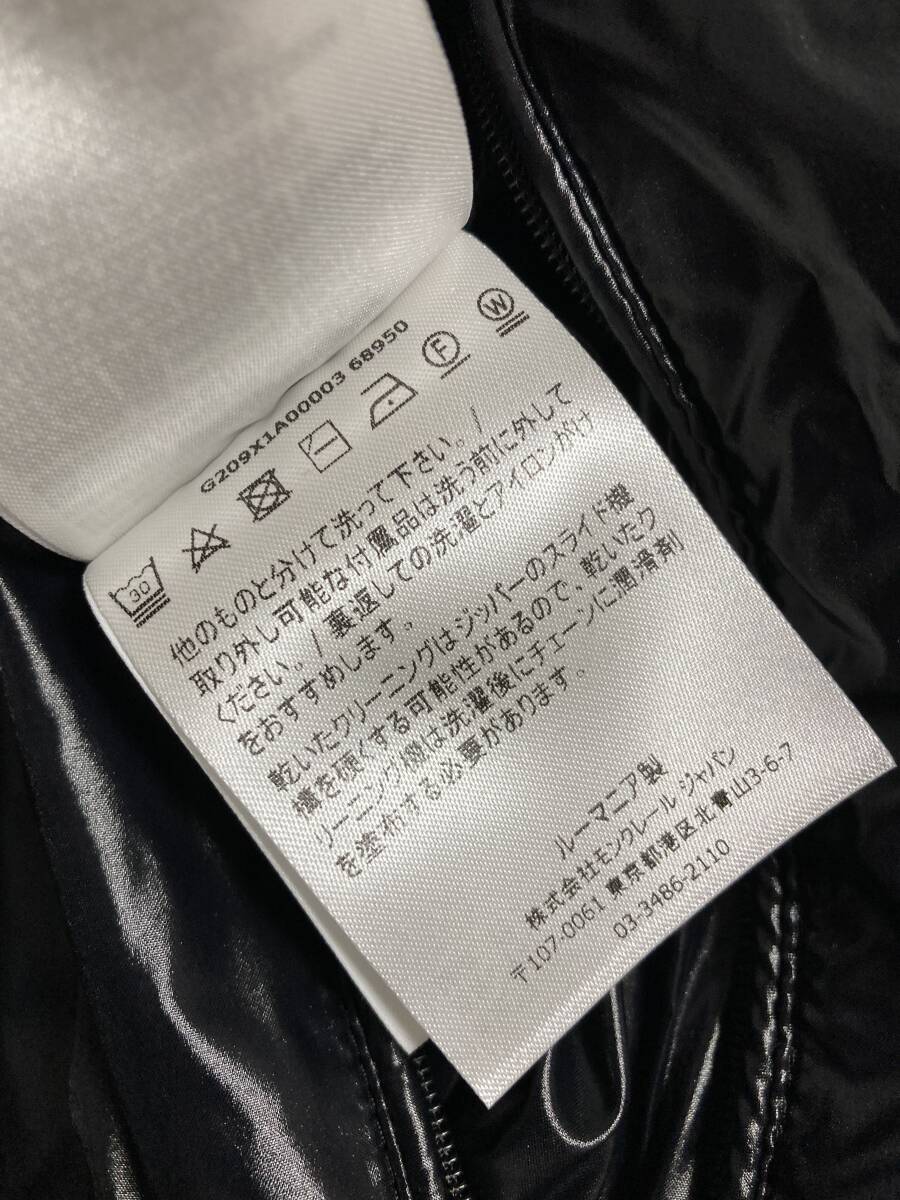 G209X1A00003 68950
30
F
W
他のものと分けて洗って下さい。/
取り外し可能な付属品は洗う前に外して
ください。/裏返しての洗濯とアイロンがけ
をおすすめします。
乾いたクリーニングはジッパーのスライド機
構を硬くする可能性があるので、乾いたク
リーニング機は洗濯後にチェーンに潤滑剤
を塗布する必要があります。
ルーマニア製
株式会社モンクレール ジャパン
〒107-0061 東京都港区北青山3-6-7
03-3486-2110